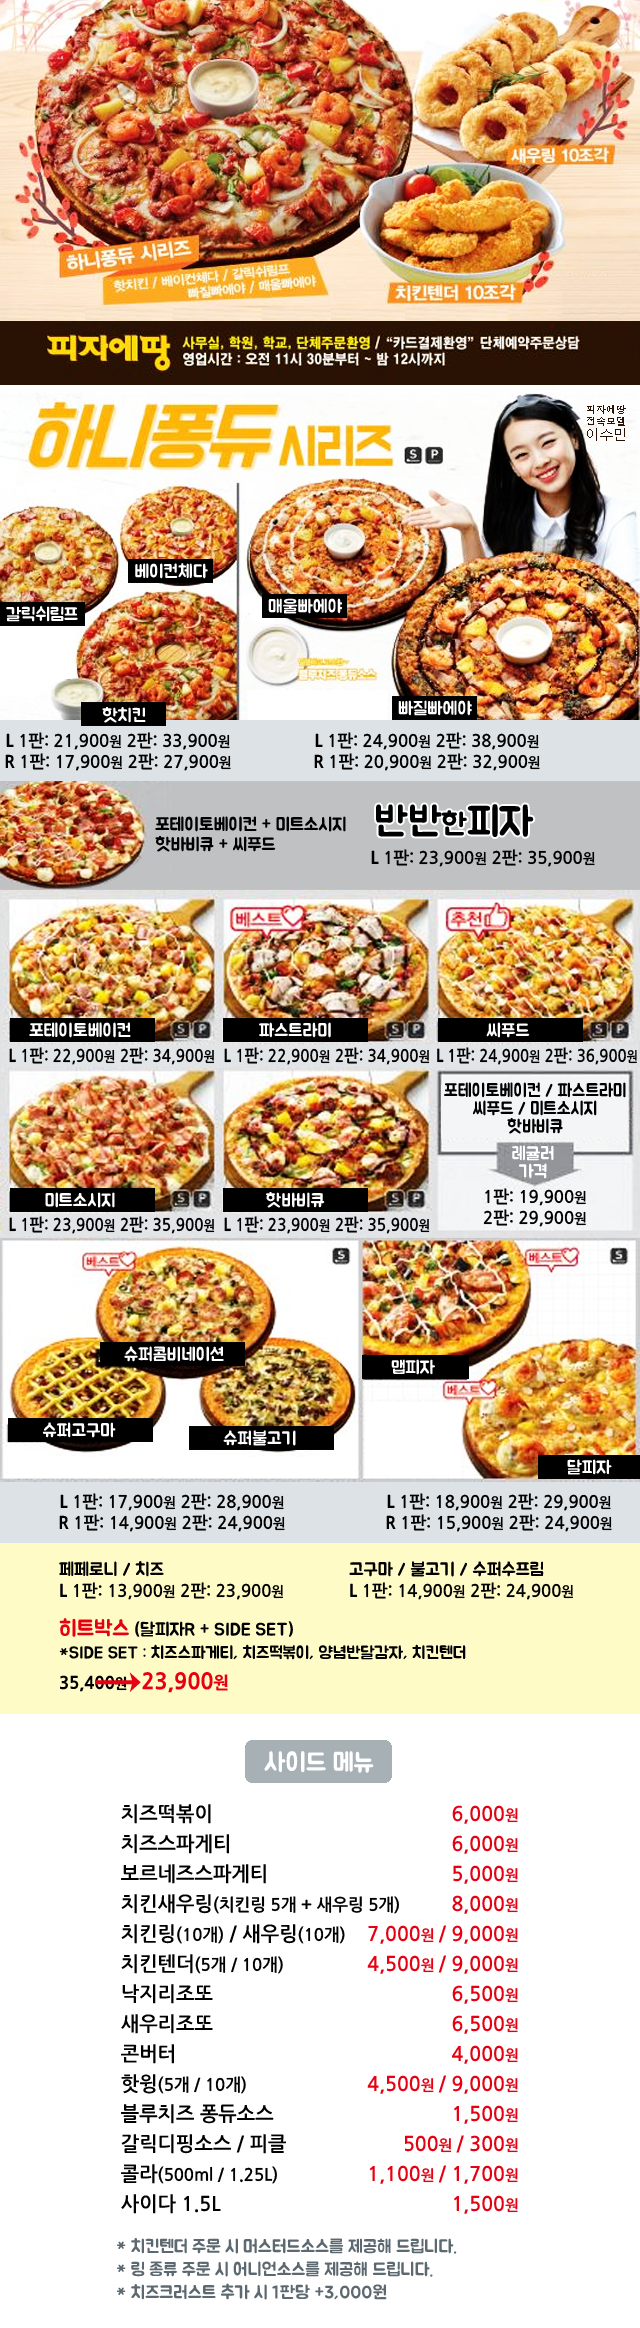 새우링 10조각
하니퐁듀 시리즈
핫치킨 / 베이컨체다 / 갈릭쉬림프
빠질빠에야 / 매울빠에야
치킨텐더 10조각
피자에땅
사무실, 학원, 학교, 단체주문환영 / “카드결제환영” 단체예약주문상담
영업시간 : 오전 11시 30분부터 ~ 밤 12시까지
하니퐁듀 시리즈 S P
피자에땅
전속모델
이수민
베이컨체다
갈릭쉬림프
핫치킨
매울빠에야
블루치즈 퐁듀소스
빠질빠에야
L 1판: 21,900원 2판: 33,900원
R 1판: 17,900원 2판: 27,900원
L 1판: 24,900원 2판: 38,900원
R 1판: 20,900원 2판: 32,900원
포테이토베이컨 + 미트소시지
핫바비큐 + 씨푸드
반반한피자
L 1판: 23,900원 2판: 35,900원
베스트
추천
포테이토베이컨 S P
파스트라미 S P
씨푸드 S P
L 1판: 22,900원 2판: 34,900원
L 1판: 22,900원 2판: 34,900원
L 1판: 24,900원 2판: 36,900원
미트소시지 S P
핫바비큐 S P
L 1판: 23,900원 2판: 35,900원
L 1판: 23,900원 2판: 35,900원
포테이토베이컨 / 파스트라미
씨푸드 / 미트소시지
핫바비큐
레귤러
가격
1판: 19,900원
2판: 29,900원
베스트
S
슈퍼콤비네이션
슈퍼고구마
슈퍼불고기
베스트
S
맵피자
베스트
달피자
L 1판: 17,900원 2판: 28,900원
R 1판: 14,900원 2판: 24,900원
L 1판: 18,900원 2판: 29,900원
R 1판: 15,900원 2판: 24,900원
페페로니 / 치즈
L 1판: 13,900원 2판: 23,900원
고구마 / 불고기 / 수퍼수프림
L 1판: 14,900원 2판: 24,900원
히트박스 (달피자R + SIDE SET)
*SIDE SET : 치즈스파게티, 치즈떡볶이, 양념반달감자, 치킨텐더
35,400원 23,900원
사이드 메뉴
치즈떡볶이 6,000원
치즈스파게티 6,000원
보르네즈스파게티 5,000원
치킨새우링(치킨링 5개 + 새우링 5개) 8,000원
치킨링(10개) / 새우링(10개) 7,000원 / 9,000원
치킨텐더(5개 / 10개) 4,500원 / 9,000원
낙지리조또 6,500원
새우리조또 6,500원
콘버터 4,000원
핫윙(5개 / 10개) 4,500원 / 9,000원
블루치즈 퐁듀소스 1,500원
갈릭디핑소스 / 피클 500원 / 300원
콜라(500ml / 1.25L) 1,100원 / 1,700원
사이다 1.5L 1,500원
* 치킨텐더 주문 시 머스터드소스를 제공해 드립니다.
* 링 종류 주문 시 어니언소스를 제공해 드립니다.
* 치즈크러스트 추가 시 1판당 +3,000원